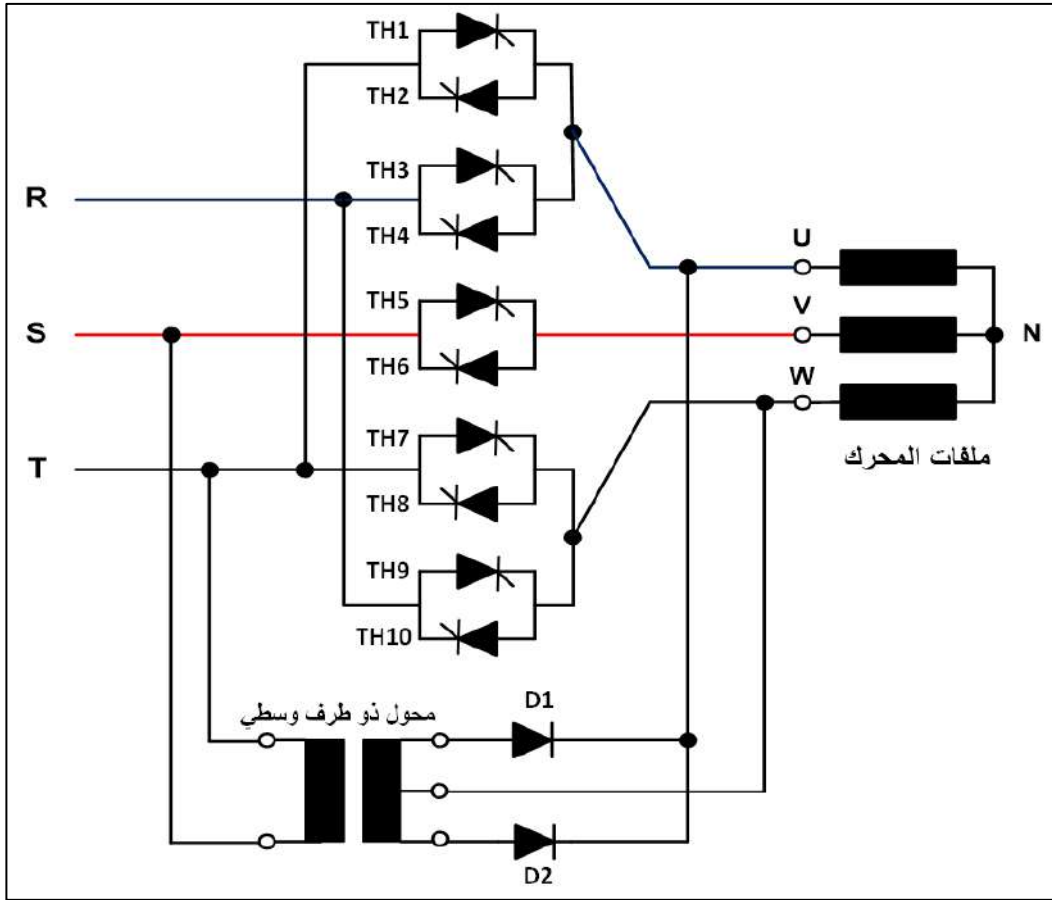 TH1
TH2
R
TH3
TH4
U
TH5
V
S
N
TH6
W
TH7
T
ملفات المحرك
TH8
TH9
TH10
D1
محول ذو طرف وسطي
D2